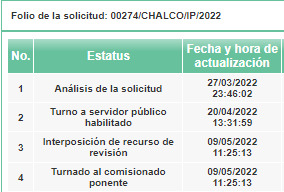 Folio de la solicitud: 00274/CHALCO/IP/2022
No. Estatus Fecha y hora de
actualización
1 Análisis de la solicitud 27/03/2022
23:46:02
2 Turno a servidor público
habilitado 20/04/2022
13:31:59
3 Interposición de recurso de
revisión 09/05/2022
11:25:13
4 Turnado al comisionado
ponente 09/05/2022
11:25:13